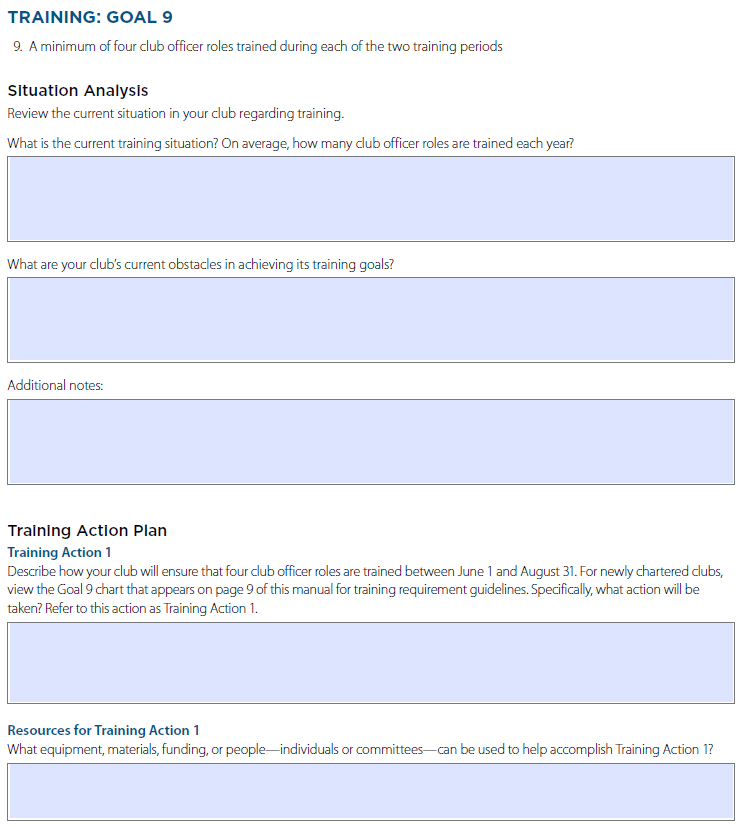 TRAINING: GOAL 9
9. A minimum of four club officer roles trained during each of the two training periods
Situation Analysis
Review the current situation in your club regarding training.
What is the current training situation? On average, how many club officer roles are trained each year?
What are your club's current obstacles in achieving its training goals?
Additional notes:
Training Action Plan
Training Action 1
Describe how your club will ensure that four club officer roles are trained between June 1 and August 31. For newly chartered clubs,
view the Goal 9 chart that appears on page 9 of this manual for training requirement guidelines. Specifically, what action will be
taken? Refer to this action as Training Action 1.
Resources for Training Action 1
What equipment, materials, funding, or people—individuals or committees—can be used to help accomplish Training Action 1?